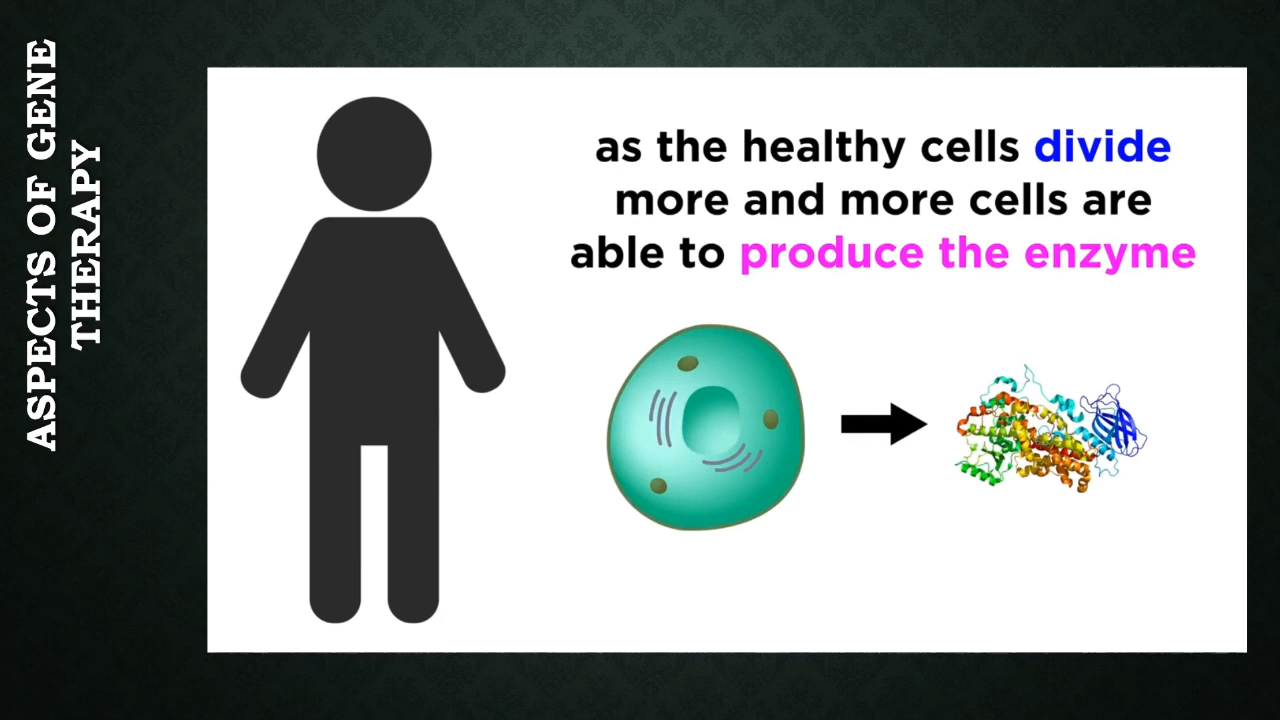 ASPECTS OF GENE
THERAPY
as the healthy cells divide
more and more cells are
able to produce the enzyme